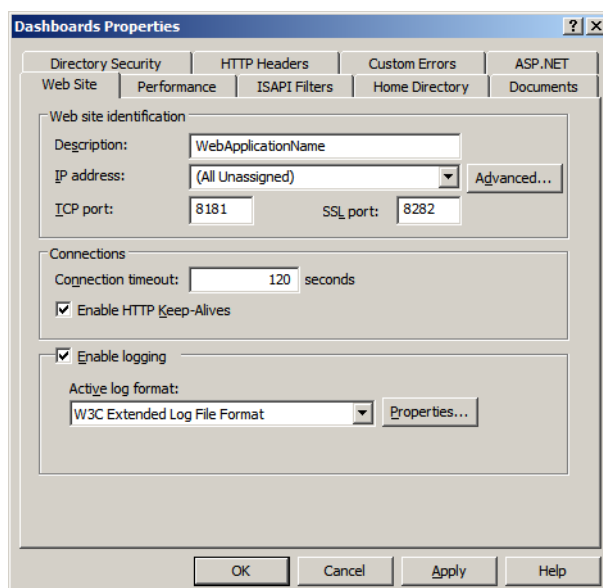 Dashboards Properties
Directory Security HTTP Headers Custom Errors ASP.NET
Web Site Performance ISAPI Filters Home Directory Documents
Web site identification
Description: WebApplicationName
IP address: (All Unassigned) Advanced...
TCP port: 8181 SSL port: 8282
Connections
Connection timeout: 120 seconds
Enable HTTP Keep-Alives
Enable logging
Active log format:
W3C Extended Log File Format Properties...
OK Cancel Apply Help